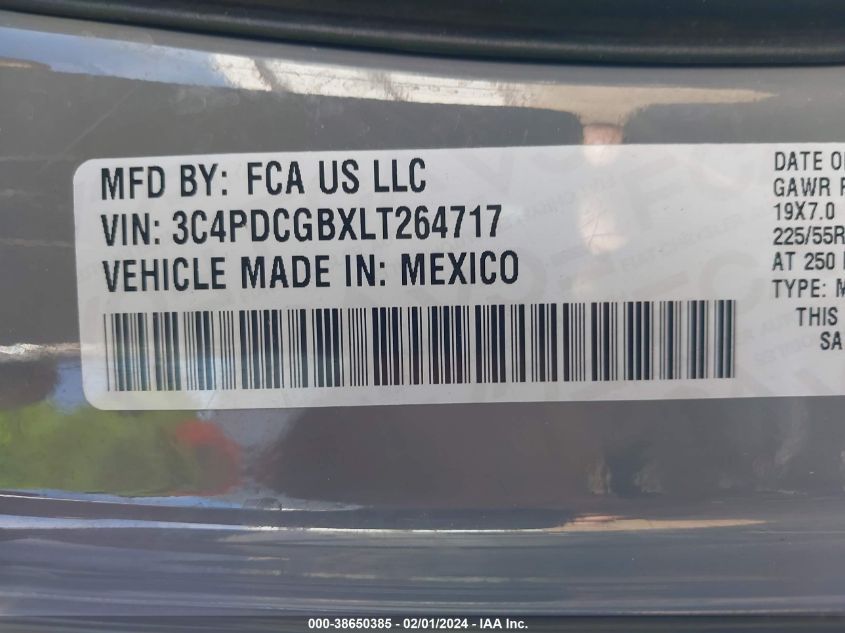 MFD BY: FCA US LLC
VIN: 3C4PDCGBXLT264717
VEHICLE MADE IN: MEXICO
DATE O
GAWR
19X7.0
225/55R
AT 250
TYPE: M
THIS
SA
000-38650385 - 02/01/2024 - IAA Inc.